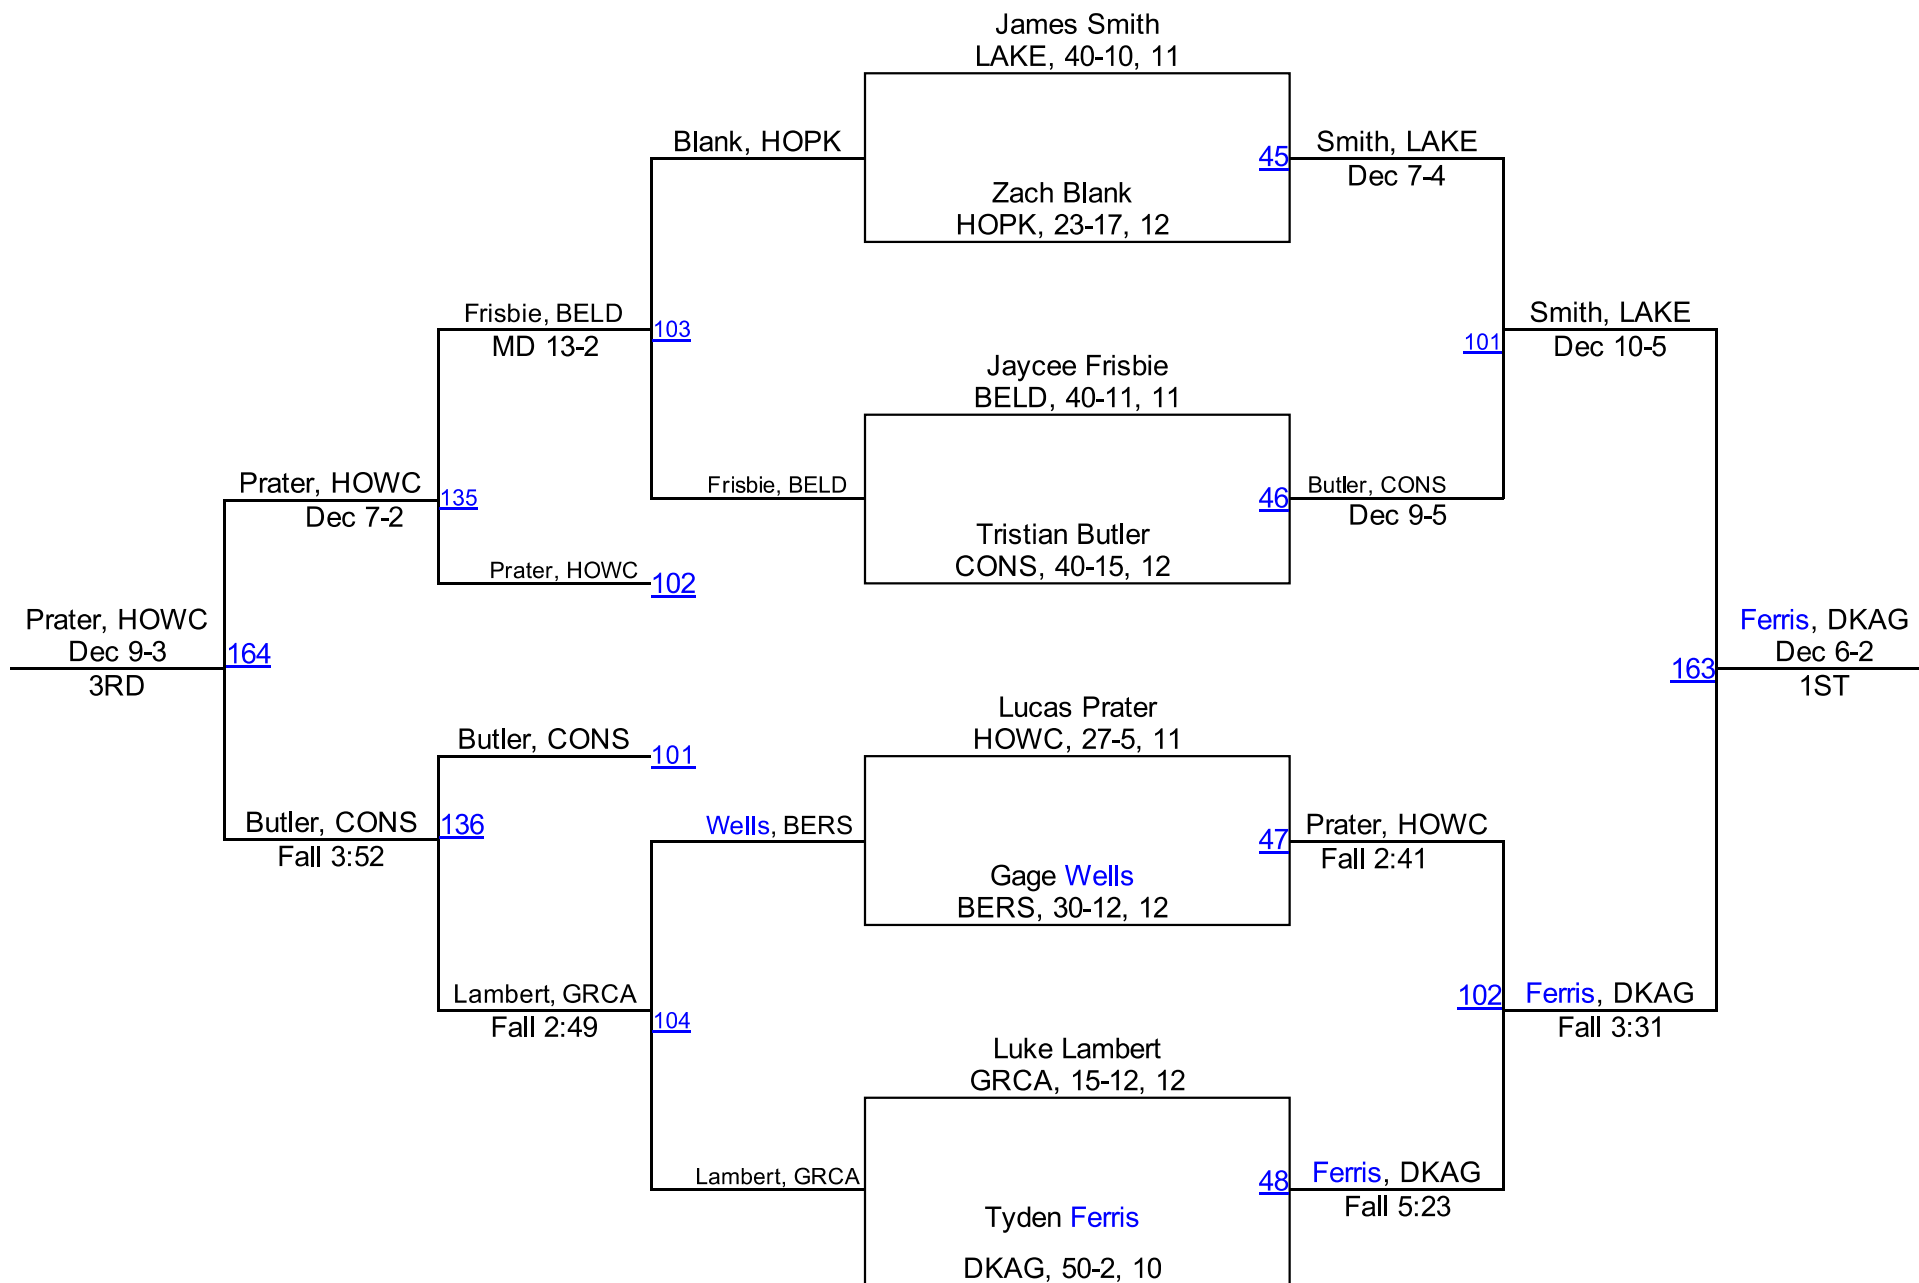 James Smith
LAKE, 40-10, 11
Blank, HOPK
45
Smith, LAKE
Dec 7-4
Zach Blank
HOPK, 23-17, 12
Frisbie, BELD
MD 13-2
103
Smith, LAKE
Dec 10-5
101
Jaycee Frisbie
BELD, 40-11, 11
Prater, HOWC
Dec 7-2
135
Frisbie, BELD
46
Butler, CONS
Dec 9-5
Tristian Butler
CONS, 40-15, 12
Prater, HOWC
102
Prater, HOWC
Dec 9-3
3RD
164
Ferris, DKAG
Dec 6-2
1ST
163
Lucas Prater
HOWC, 27-5, 11
Butler, CONS
101
Butler, CONS
Fall 3:52
136
Wells, BERS
47
Prater, HOWC
Fall 2:41
Gage Wells
BERS, 30-12, 12
Lambert, GRCA
Fall 2:49
104
102
Ferris, DKAG
Fall 3:31
Luke Lambert
GRCA, 15-12, 12
Lambert, GRCA
48
Ferris, DKAG
Fall 5:23
Tyden Ferris
DKAG, 50-2, 10